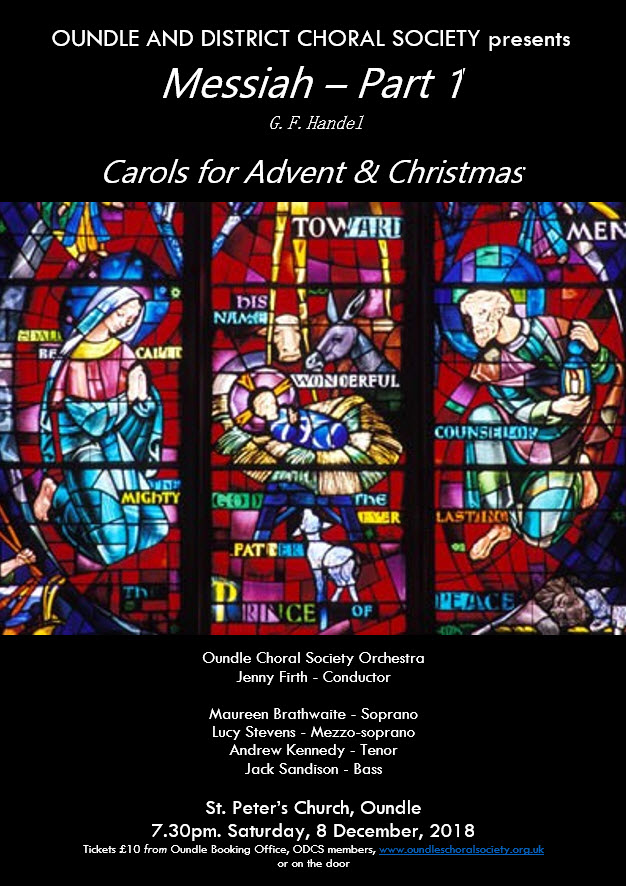 OUNDLE AND DISTRICT CHORAL SOCIETY presents
Messiah – Part 1
G. F. Handel
Carols for Advent & Christmas
TOWARD
MEN
HIS
NAME
SHALL
BE CALLED
WONDERFUL
COUNSELOR
THE
MIGHTY
GOD THE
EVER
LASTING
FATHER
THE
PRINCE OF
PEACE
Oundle Choral Society Orchestra
Jenny Firth - Conductor
Maureen Brathwaite - Soprano
Lucy Stevens - Mezzo-soprano
Andrew Kennedy - Tenor
Jack Sandison - Bass
St. Peter's Church, Oundle
7.30pm. Saturday, 8 December, 2018
Tickets £10 from Oundle Booking Office, ODCS members, www.oundleschoralsociety.org.uk
or on the door